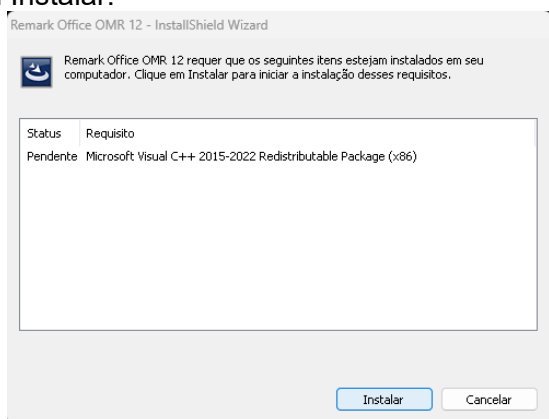 Instalar.
Remark Office OMR 12 - InstallShield Wizard
Remark Office OMR 12 requer que os seguintes itens estejam instalados em seu
computador. Clique em Instalar para iniciar a instalação desses requisitos.
Status Requisito
Pendente Microsoft Visual C++ 2015-2022 Redistributable Package (x86)
Instalar Cancelar